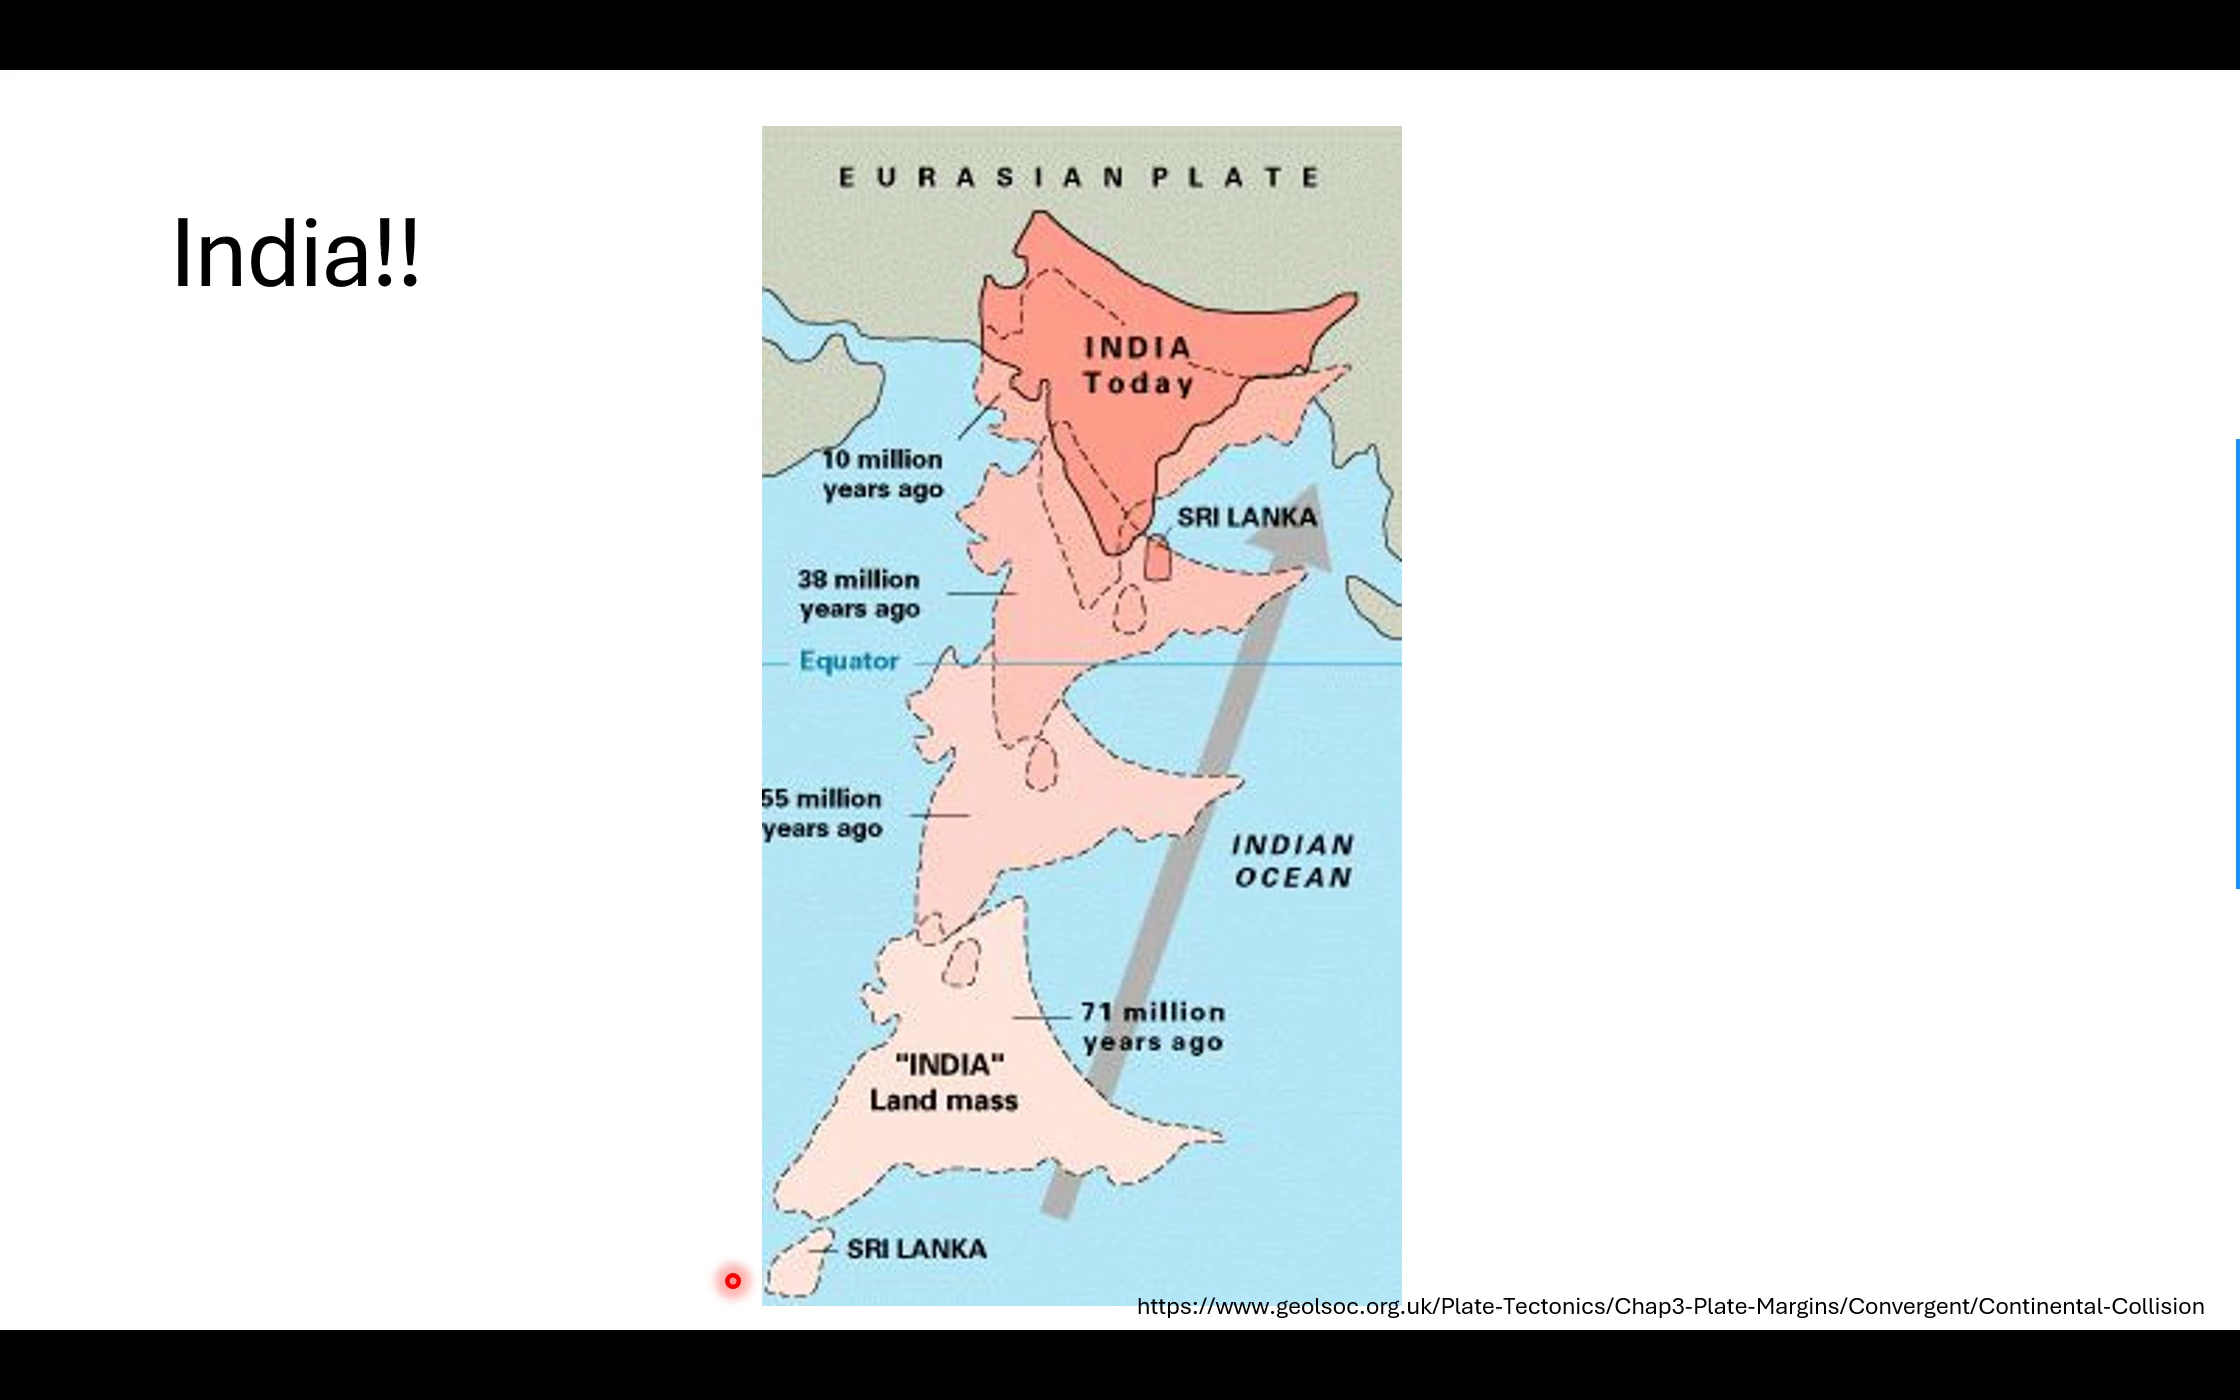 India!!
EURASIAN PLATE
INDIA
Today
10 million
years ago
SRI LANKA
38 million
years ago
Equator
55 million
years ago
INDIAN
OCEAN
71 million
years ago
"INDIA"
Land mass
SRI LANKA
https://www.geolsoc.org.uk/Plate-Tectonics/Chap3-Plate-Margins/Convergent/Continental-Collision